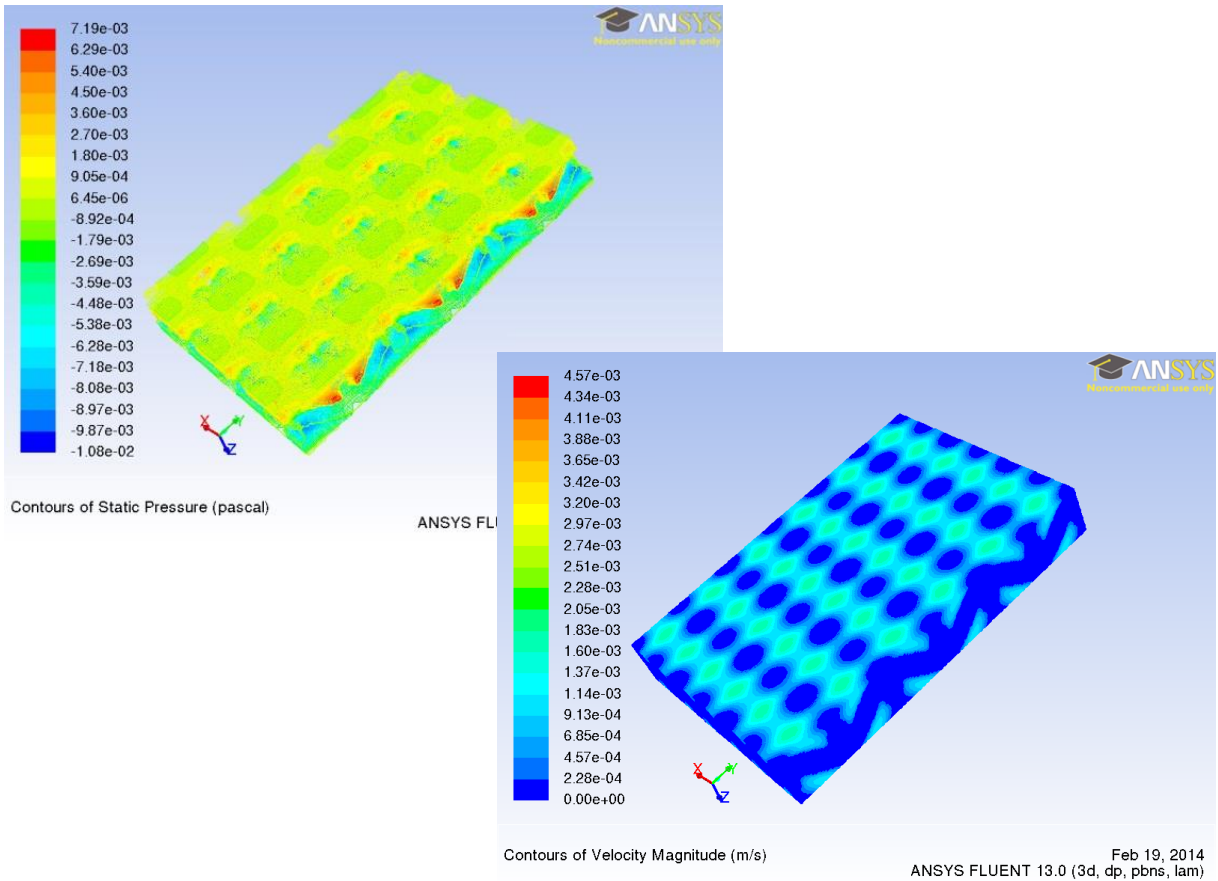 ANSYS
Noncommercial use only
7.19e-03
6.29e-03
5.40e-03
4.50e-03
3.60e-03
2.70e-03
1.80e-03
9.05e-04
6.45e-06
-8.92e-04
-1.79e-03
-2.69e-03
-3.59e-03
-4.48e-03
-5.38e-03
-6.28e-03
-7.18e-03
-8.08e-03
-8.97e-03
-9.87e-03
-1.08e-02
X Y
Z
Contours of Static Pressure (pascal)
ANSYS FLU
ANSYS
Noncommercial use only
4.57e-03
4.34e-03
4.11e-03
3.88e-03
3.65e-03
3.42e-03
3.20e-03
2.97e-03
2.74e-03
2.51e-03
2.28e-03
2.05e-03
1.83e-03
1.60e-03
1.37e-03
1.14e-03
9.13e-04
6.85e-04
4.57e-04
2.28e-04
0.00e+00
X Y
Z
Contours of Velocity Magnitude (m/s)
Feb 19, 2014
ANSYS FLUENT 13.0 (3d, dp, pbns, lam)